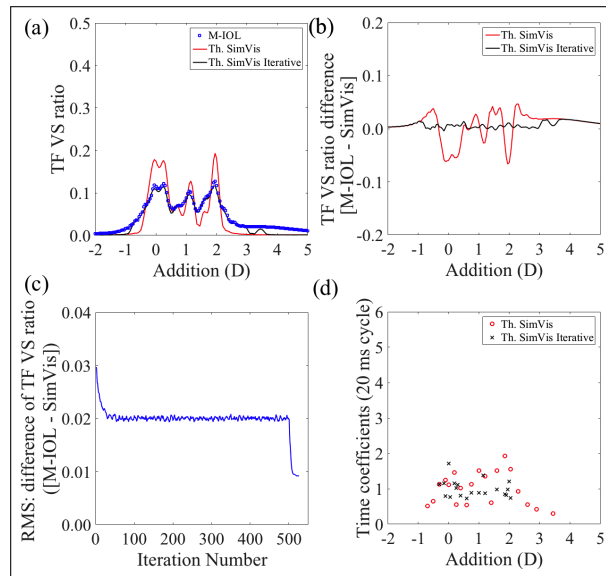 (a)
M-IOL
Th. SimVis
Th. SimVis Iterative
TF VS ratio
0.5
0.4
0.3
0.2
0.1
0.0
-2 -1 0 1 2 3 4 5
Addition (D)
(b)
Th. SimVis
Th. SimVis Iterative
TF VS ratio difference
[M-IOL - SimVis]
0.2
0.1
0.0
-0.1
-0.2
-2 -1 0 1 2 3 4 5
Addition (D)
(c)
RMS: difference of TF VS ratio
([M-IOL - SimVis])
0.04
0.03
0.02
0.01
0.00
0 100 200 300 400 500
Iteration Number
(d)
Th. SimVis
Th. SimVis Iterative
Time coefficients (20 ms cycle)
6
5
4
3
2
1
0
-2 -1 0 1 2 3 4 5
Addition (D)